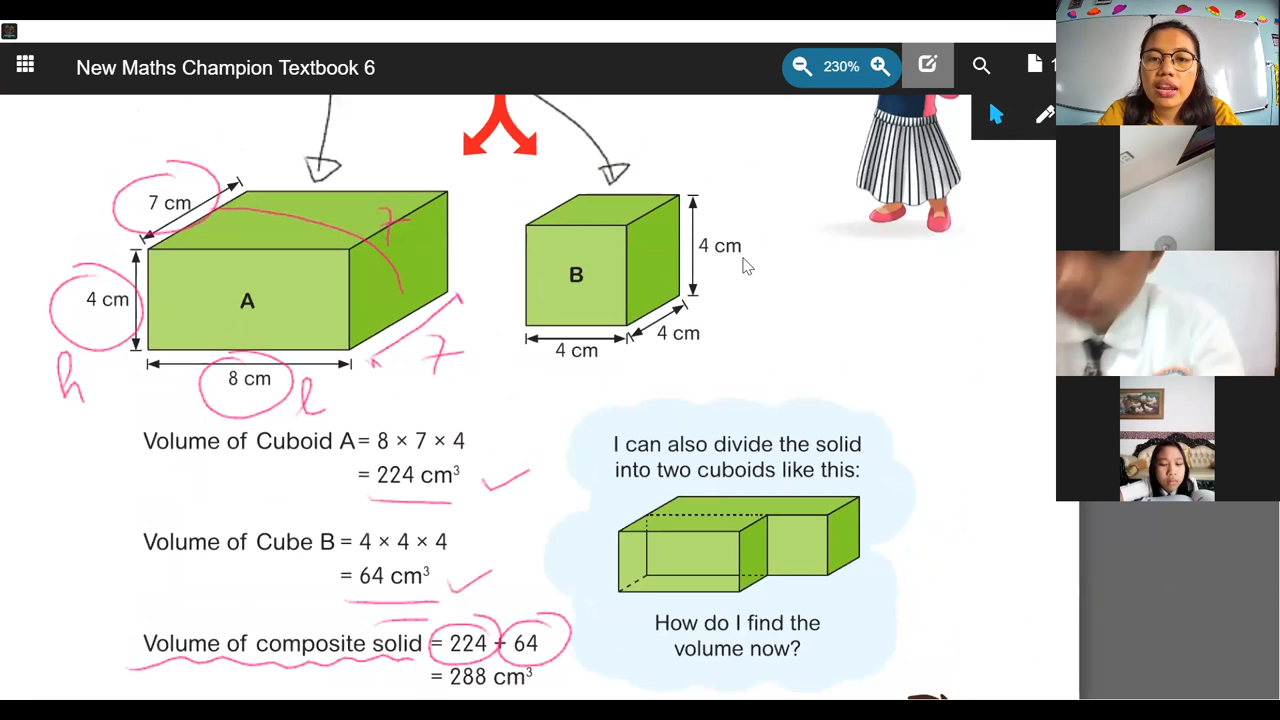 New Maths Champion Textbook 6
230%
1
7 cm
7
4 cm
A
h
8 cm
l
7
B
4 cm
4 cm
4 cm
Volume of Cuboid A = 8 × 7 × 4
= 224 cm³
Volume of Cube B = 4 × 4 × 4
= 64 cm³
Volume of composite solid = 224 + 64
= 288 cm³
I can also divide the solid
into two cuboids like this:
How do I find the
volume now?